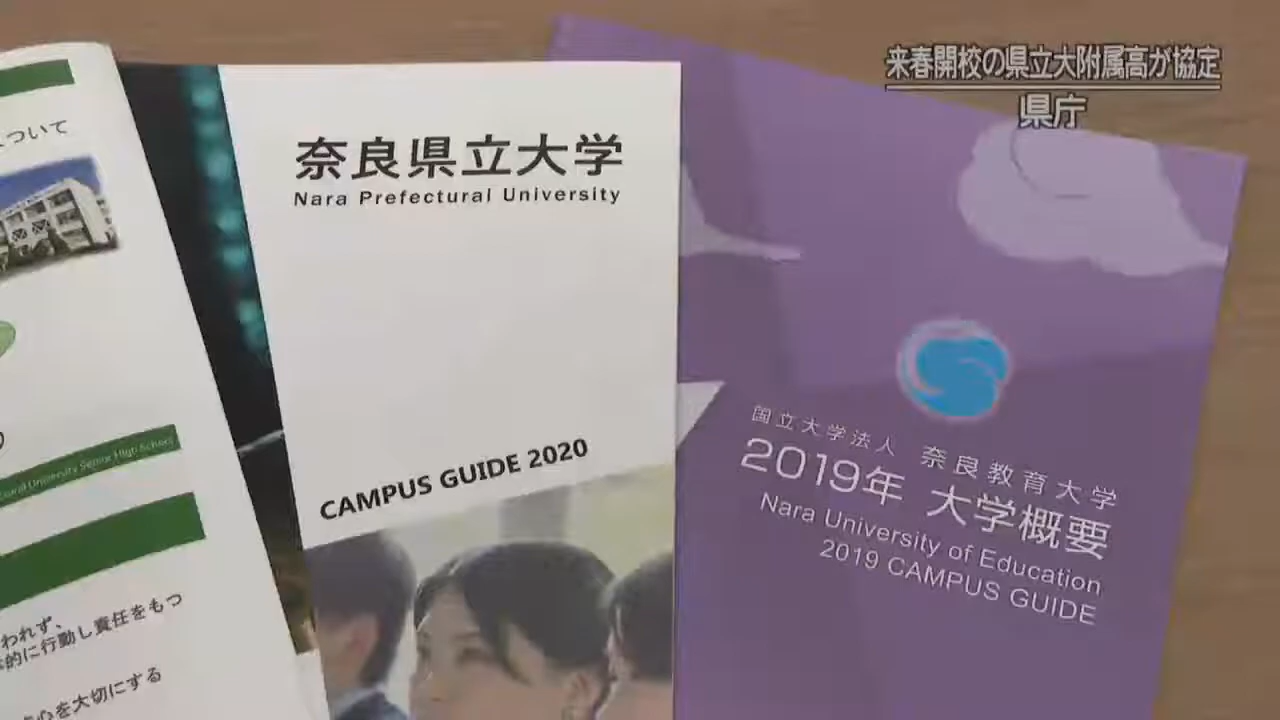 来春開校の県立大附属高が協定
県庁
ついて
奈良県立大学
Nara Prefectural University
CAMPUS GUIDE 2020
国立大学法人 奈良教育大学
2019年 大学概要
Nara University of Education
2019 CAMPUS GUIDE
University Senior High School
われず、
的に行動し責任をもつ
心を大切にする